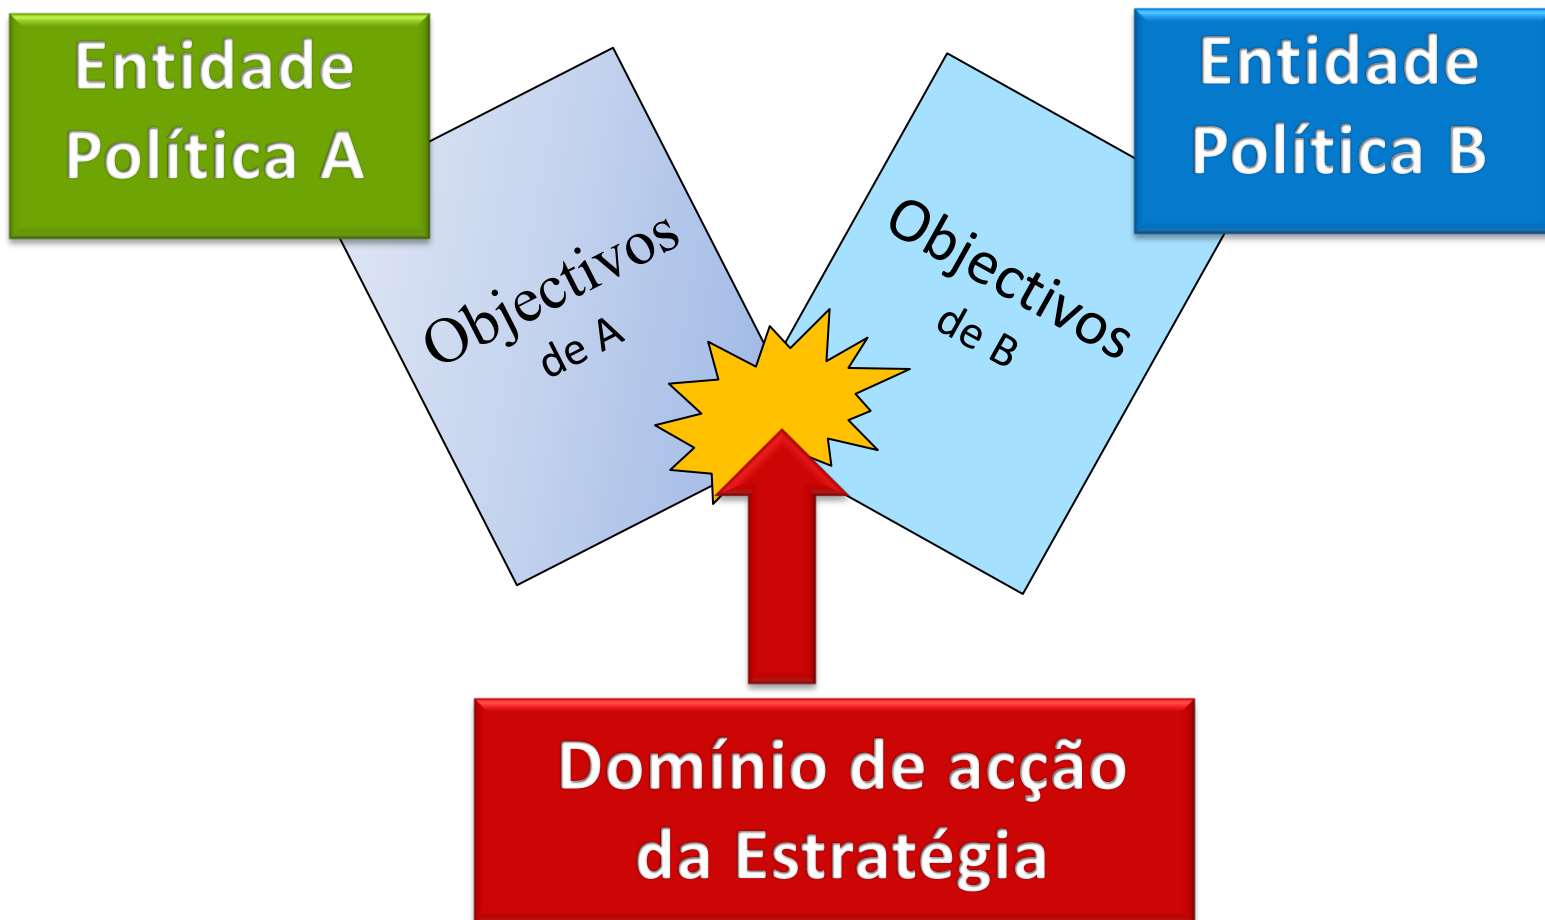 Entidade
Política A
Entidade
Política B
Objectivos
de A
Objectivos
de B
Domínio de acção
da Estratégia